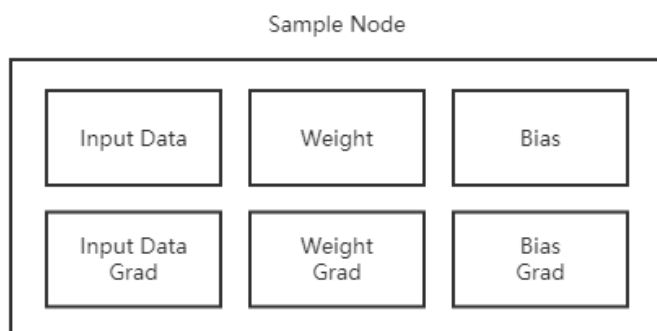 Sample Node
Input Data
Weight
Bias
Input Data
Grad
Weight
Grad
Bias
Grad